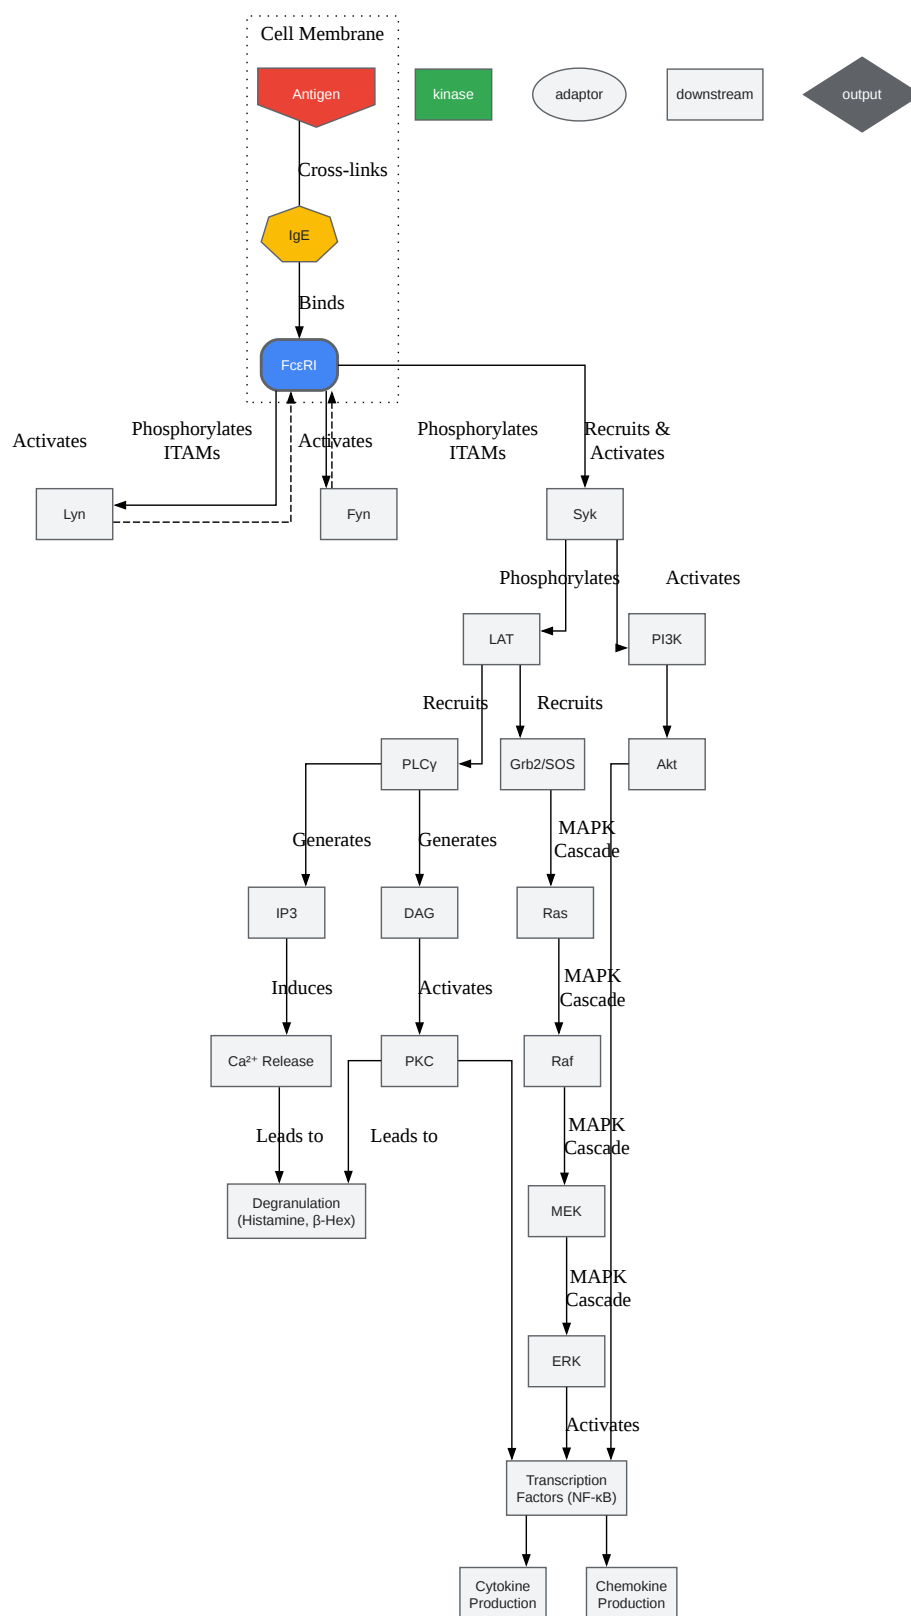 Cell Membrane
Antigen
kinase
adaptor
downstream
output
Cross-links
IgE
Binds
FcεRI
Activates
Phosphorylates
ITAMs
Activates
Phosphorylates
ITAMs
Recruits &
Activates
Lyn
Fyn
Syk
Phosphorylates
Activates
LAT
PI3K
Recruits
Recruits
PLCγ
Grb2/SOS
Akt
Generates
Generates
MAPK
Cascade
IP3
DAG
Ras
Induces
Activates
MAPK
Cascade
Ca²⁺ Release
PKC
Raf
Leads to
Leads to
MAPK
Cascade
Degranulation
(Histamine, β-Hex)
MEK
MAPK
Cascade
ERK
Activates
Transcription
Factors (NF-κB)
Cytokine
Production
Chemokine
Production